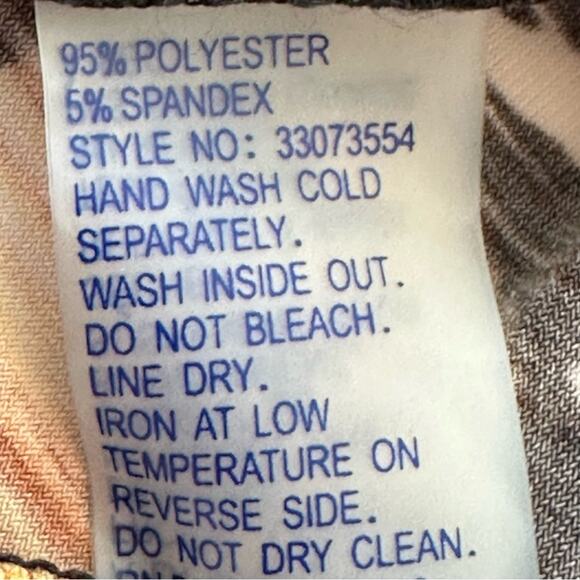 95% POLYESTER
5% SPANDEX
STYLE NO: 33073554
HAND WASH COLD
SEPARATELY.
WASH INSIDE OUT.
DO NOT BLEACH.
LINE DRY.
IRON AT LOW
TEMPERATURE ON
REVERSE SIDE.
DO NOT DRY CLEAN.